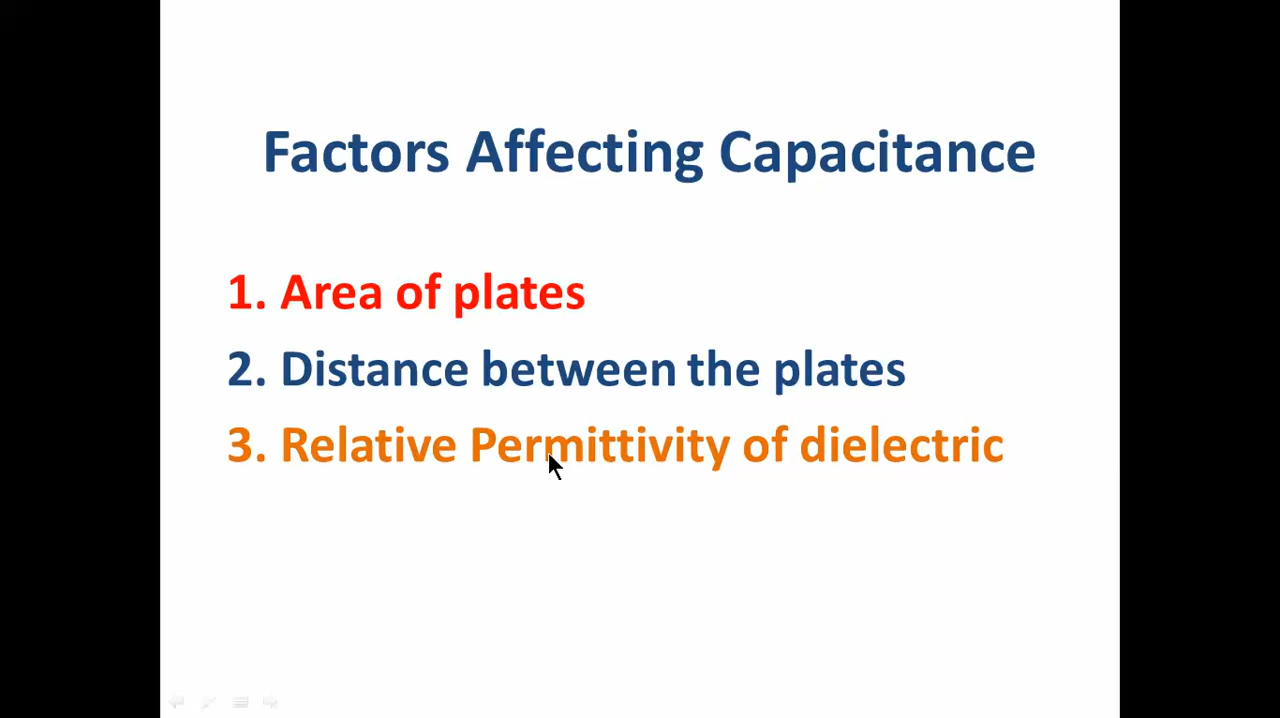 Factors Affecting Capacitance
1. Area of plates
2. Distance between the plates
3. Relative Permittivity of dielectric